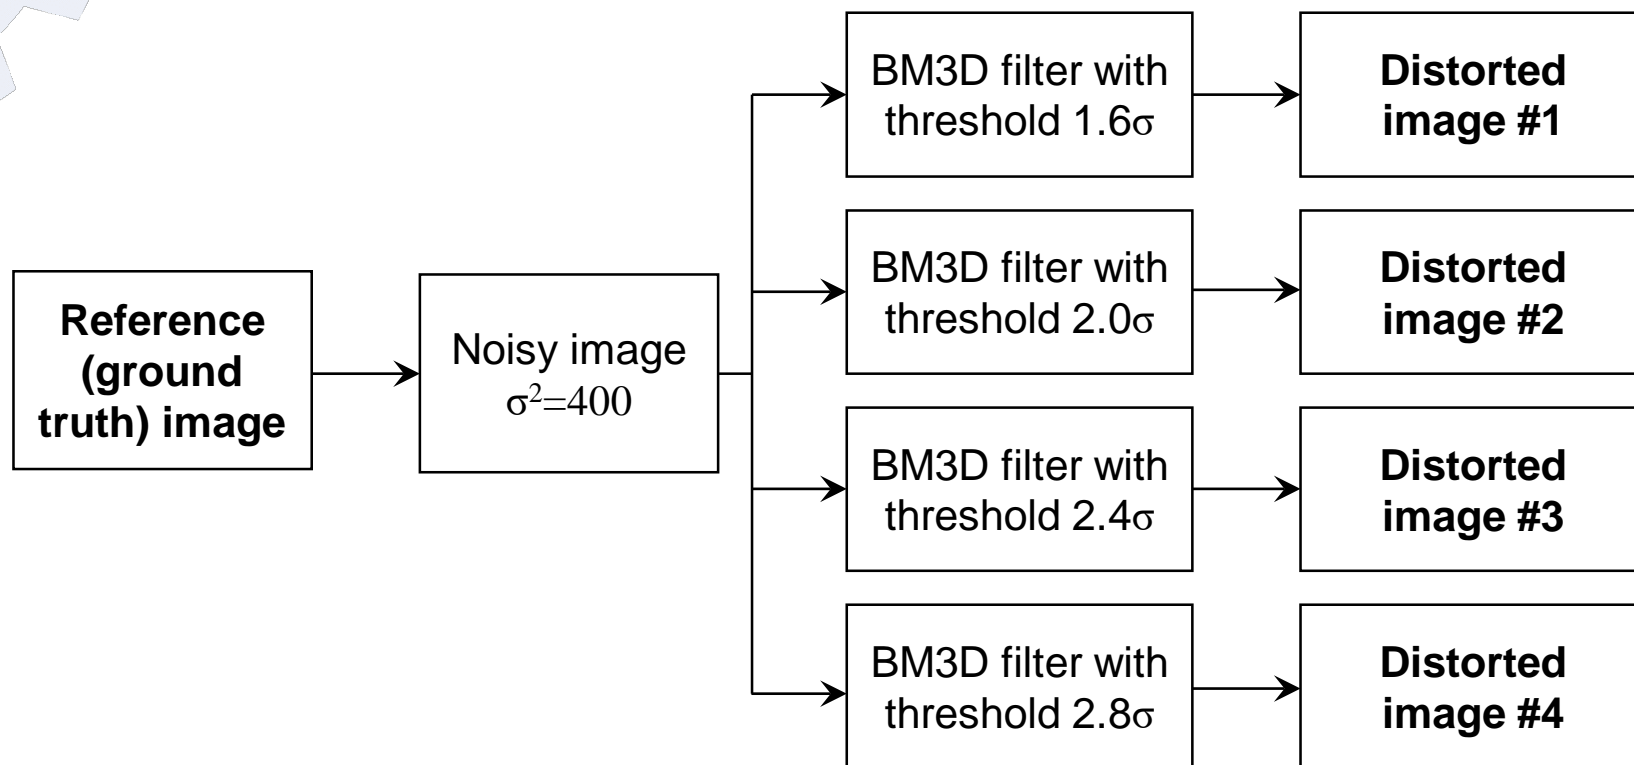 Reference
(ground
truth) image
Noisy image
σ²=400
BM3D filter with
threshold 1.6σ
Distorted
image #1
BM3D filter with
threshold 2.0σ
Distorted
image #2
BM3D filter with
threshold 2.4σ
Distorted
image #3
BM3D filter with
threshold 2.8σ
Distorted
image #4